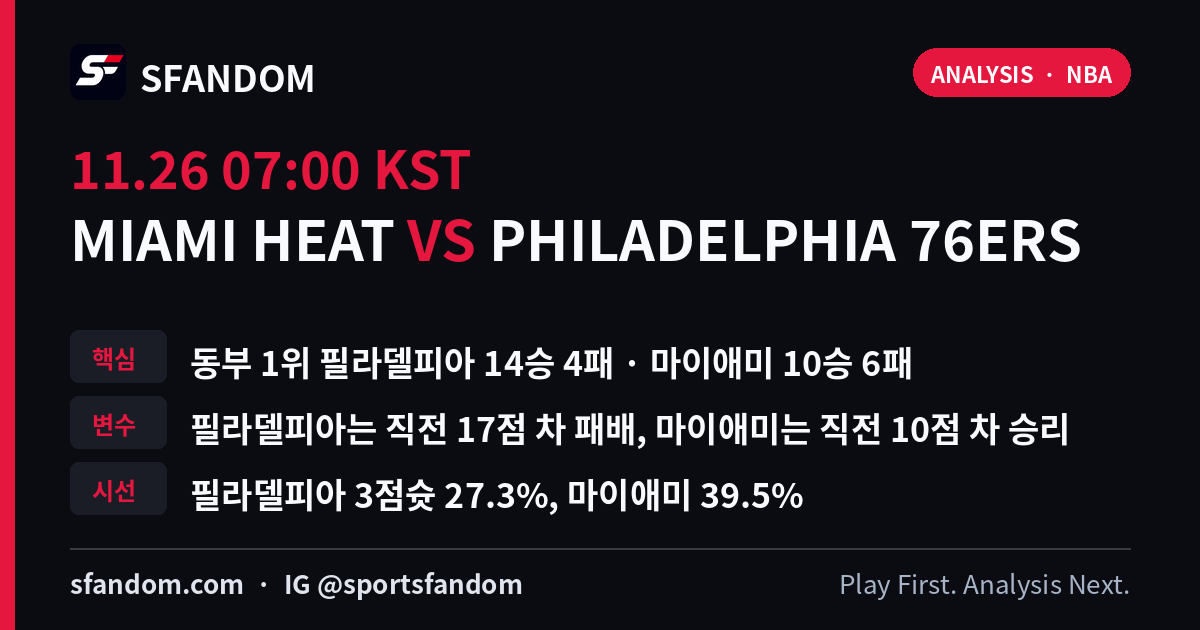 SF SFANDOM
ANALYSIS · NBA
11.26 07:00 KST
MIAMI HEAT VS PHILADELPHIA 76ERS
핵심 동부 1위 필라델피아 14승 4패 · 마이애미 10승 6패
변수 필라델피아는 직전 17점 차 패배, 마이애미는 직전 10점 차 승리
시선 필라델피아 3점슛 27.3%, 마이애미 39.5%
sfandom.com · IG @sportsfandom
Play First. Analysis Next.